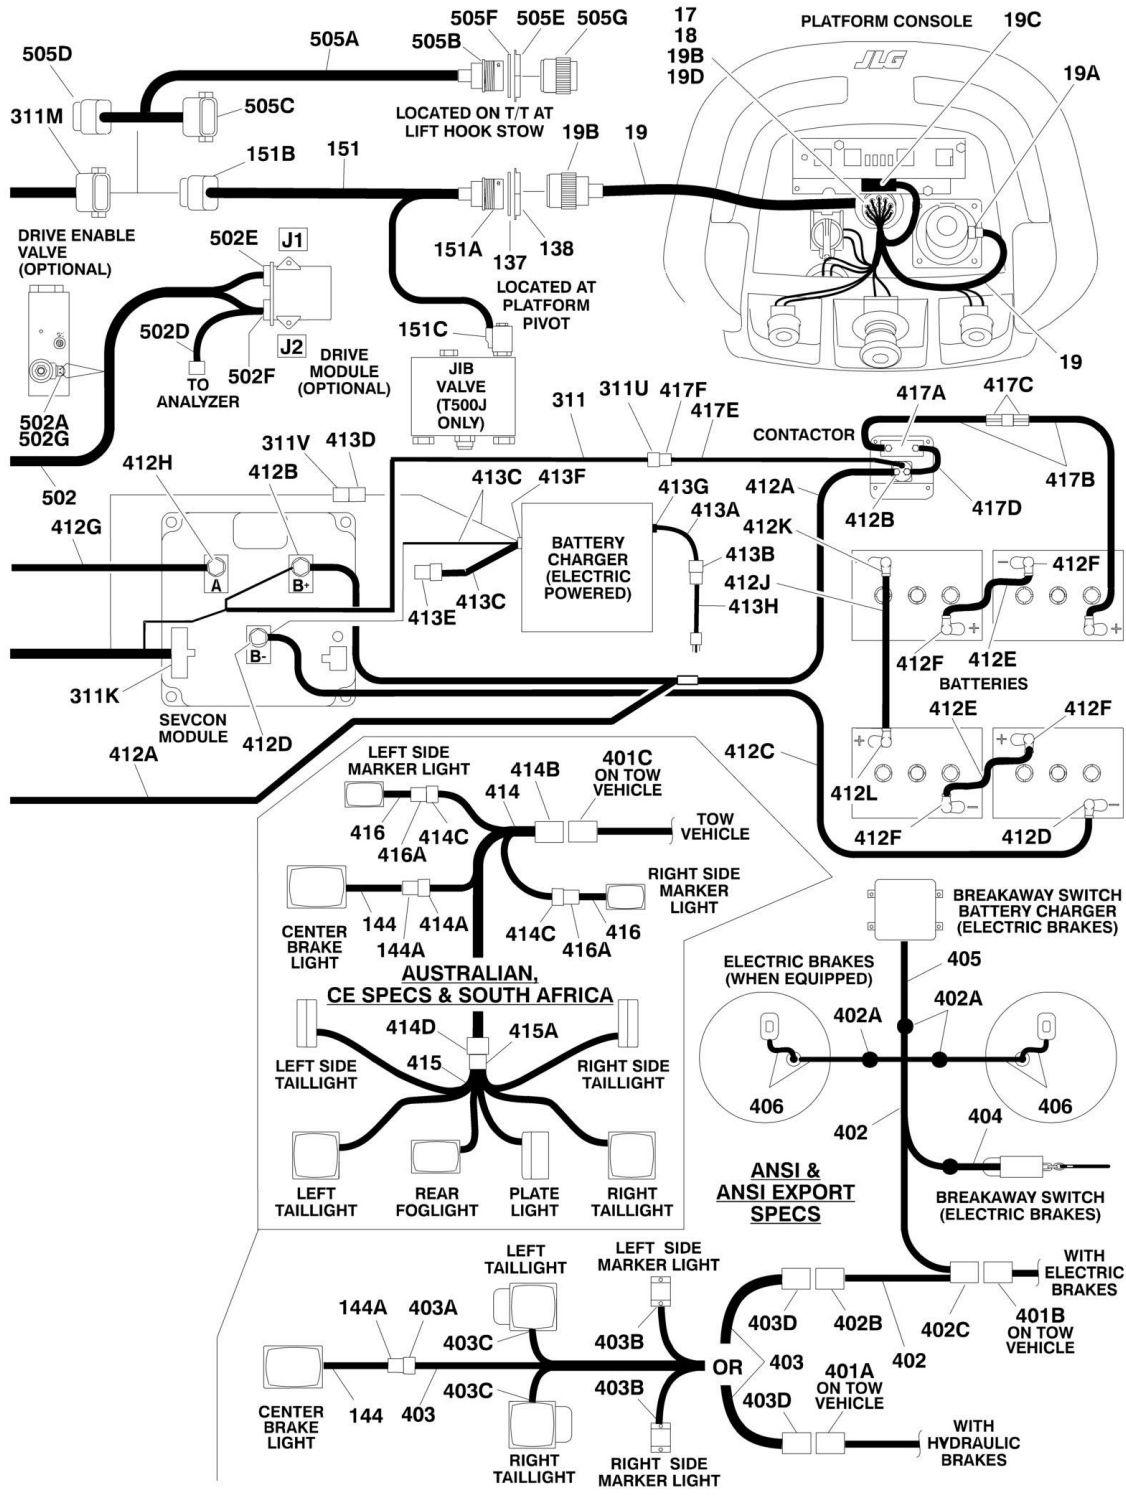 505F 505E 505G
17
18
19B
19D
PLATFORM CONSOLE
19C
505D
505A
505B
JLG
19A
311M
505C
LOCATED ON T/T AT
LIFT HOOK STOW
19B
19
151B
151
DRIVE ENABLE
VALVE
(OPTIONAL)
502E
J1
151A
137
138
LOCATED AT
PLATFORM
PIVOT
502D
J2
502F
TO
ANALYZER
DRIVE
MODULE
(OPTIONAL)
151C
JIB
VALVE
(T500J
ONLY)
19
502A
502G
502
311
311U
417F
417E
417A
417C
CONTACTOR
417B
412H
311V
413D
412B
413C
413F
413G
413A
412A
412B
417D
412G
412K
A
B+
BATTERY
CHARGER
(ELECTRIC
POWERED)
413B
412J
412F
413E
413C
413H
B-
412F
412E
BATTERIES
311K
SEVCON
MODULE
412D
412A
412E
412F
412C
412L
412F
412D
LEFT SIDE
MARKER LIGHT
414B
414
401C
ON TOW
VEHICLE
TOW
VEHICLE
416
416A
414C
RIGHT SIDE
MARKER
LIGHT
144
144A
414A
CENTER
BRAKE
LIGHT
414C
416A
416
BREAKAWAY SWITCH
BATTERY CHARGER
(ELECTRIC BRAKES)
AUSTRALIAN,
CE SPECS & SOUTH AFRICA
ELECTRIC BRAKES
(WHEN EQUIPPED)
405
402A
402A
414D
415A
415
LEFT SIDE
TAILLIGHT
RIGHT SIDE
TAILLIGHT
406
406
402
404
LEFT
TAILLIGHT
REAR
FOGLIGHT
PLATE
LIGHT
RIGHT
TAILLIGHT
ANSI &
ANSI EXPORT
SPECS
BREAKAWAY SWITCH
(ELECTRIC BRAKES)
LEFT
TAILLIGHT
LEFT SIDE
MARKER LIGHT
WITH
ELECTRIC
BRAKES
144A
403A
403C
403B
403D
402B
402C
401B
ON TOW
VEHICLE
OR
403
402
401A
ON TOW
VEHICLE
CENTER
BRAKE
LIGHT
144
403
403C
403B
403D
RIGHT
TAILLIGHT
RIGHT SIDE
MARKER LIGHT
WITH
HYDRAULIC
BRAKES